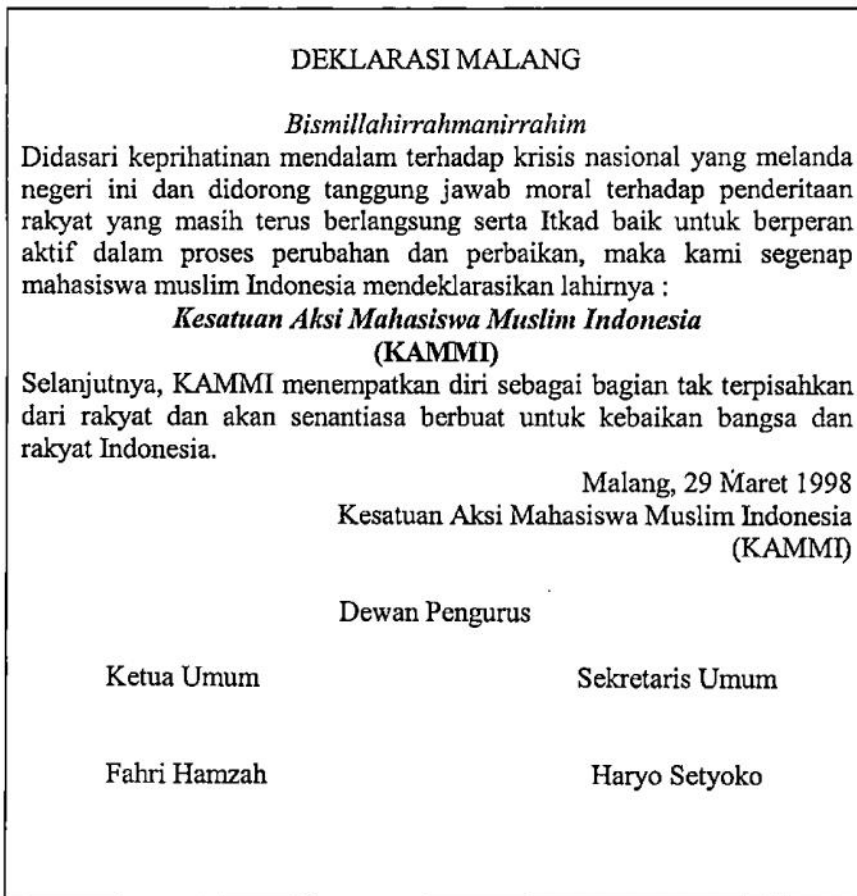 DEKLARASI MALANG
Bismillahirrahmanirrahim
Didasari keprihatinan mendalam terhadap krisis nasional yang melanda
negeri ini dan didorong tanggung jawab moral terhadap penderitaan
rakyat yang masih terus berlangsung serta Itkad baik untuk berperan
aktif dalam proses perubahan dan perbaikan, maka kami segenap
mahasiswa muslim Indonesia mendeklarasikan lahirnya :
Kesatuan Aksi Mahasiswa Muslim Indonesia
(KAMMI)
Selanjutnya, KAMMI menempatkan diri sebagai bagian tak terpisahkan
dari rakyat dan akan senantiasa berbuat untuk kebaikan bangsa dan
rakyat Indonesia.
Malang, 29 Maret 1998
Kesatuan Aksi Mahasiswa Muslim Indonesia
(KAMMI)
Dewan Pengurus
Ketua Umum Sekretaris Umum
Fahri Hamzah Haryo Setyoko